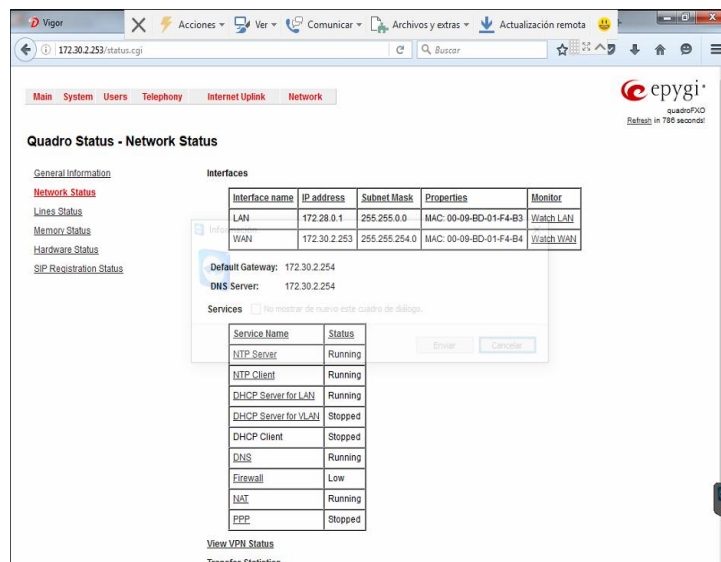 Vigor
Acciones Ver Comunicar Archivos y extras Actualización remota
172.30.2.253/status.cgi
Buscar
Main System Users Telephony Internet Uplink Network
epygi
quadroFXO
Refresh in 786 seconds!
Quadro Status - Network Status
General Information
Network Status
Lines Status
Memory Status
Hardware Status
SIP Registration Status
Interfaces
Interface name IP address Subnet Mask Properties Monitor
LAN 172.28.0.1 255.255.0.0 MAC: 00-09-BD-01-F4-B3 Watch LAN
WAN 172.30.2.253 255.255.254.0 MAC: 00-09-BD-01-F4-B4 Watch WAN
Información
Default Gateway: 172.30.2.254
DNS Server: 172.30.2.254
Services
No mostrar de nuevo este cuadro de diálogo.
Enviar Cancelar
Service Name Status
NTP Server Running
NTP Client Running
DHCP Server for LAN Running
DHCP Server for VLAN Stopped
DHCP Client Stopped
DNS Running
Firewall Low
NAT Running
PPP Stopped
View VPN Status
Transfer Statistics